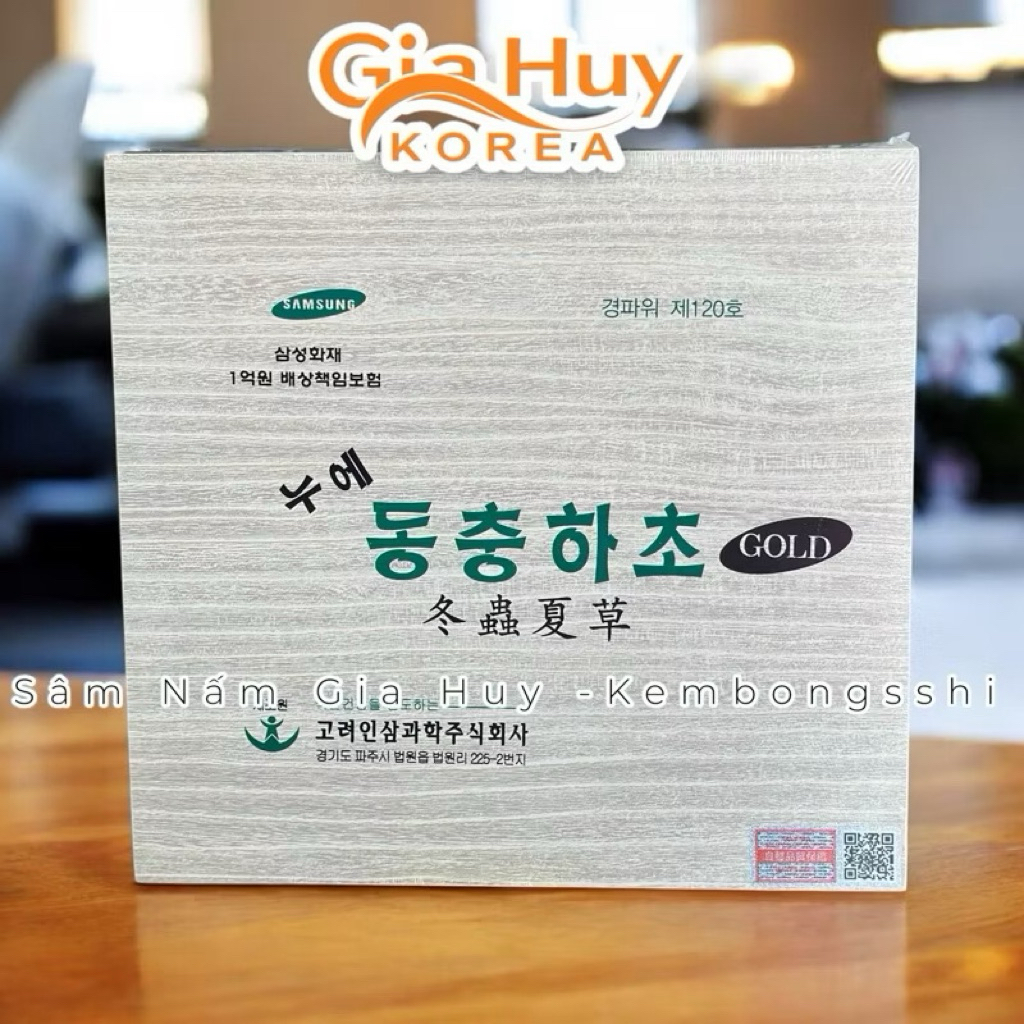 Gia Huy
KOREA
SAMSUNG
삼성화재
1억원 배상책임보험
경파워 제120호
누에
동충하초 GOLD
冬蟲夏草
Sâm Nấm Gia Huy -Kembongsshi
고려인삼과학주식회사
경기도 파주시 법원읍 법원리 225-2번지